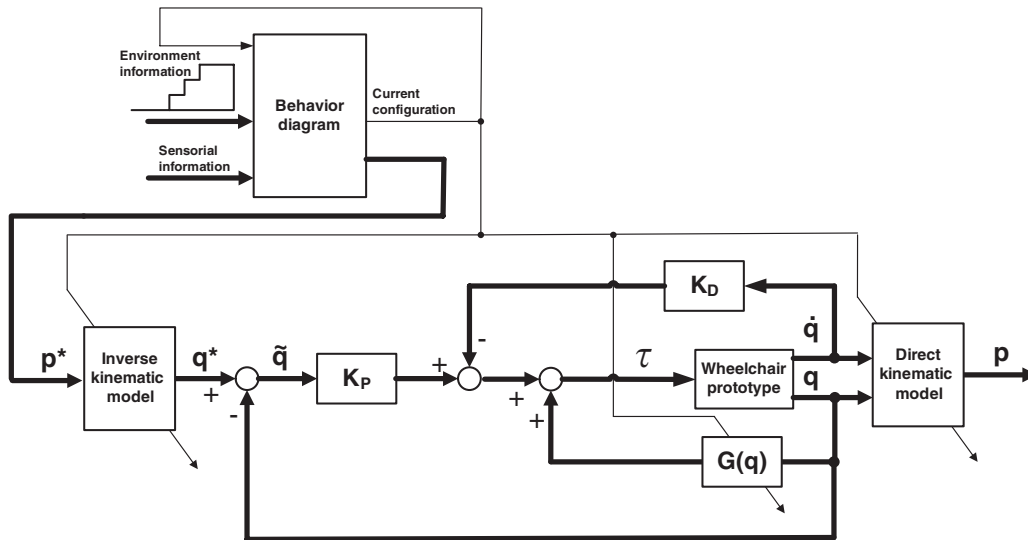 Environment
information
Behavior
diagram
Current
configuration
Sensorial
information
K_D
-
q̇
p*
Inverse
kinematic
model
q*
+
-
q̃
K_P
+
+
+
τ
Wheelchair
prototype
q
Direct
kinematic
model
p
G(q)